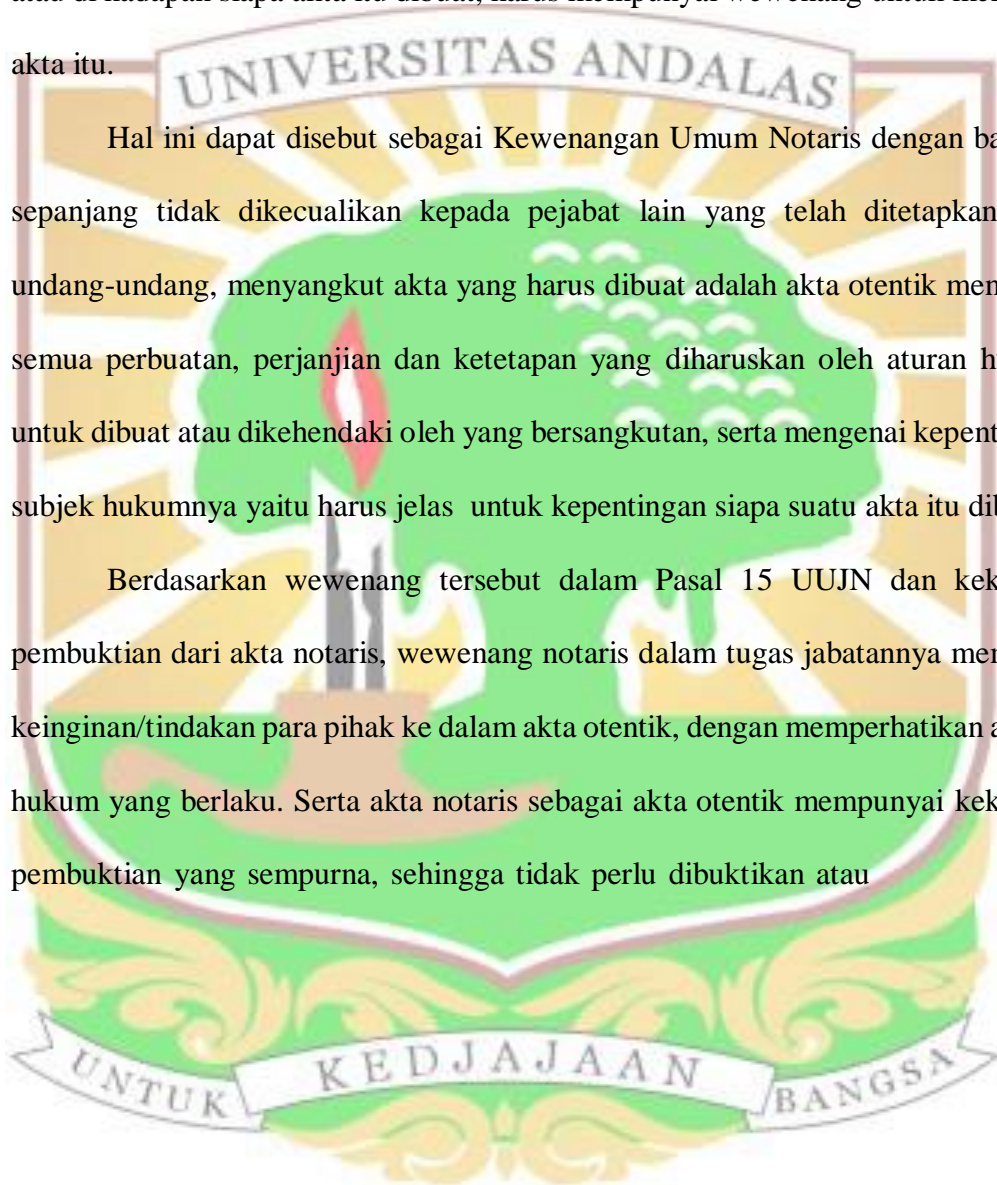 atau di hadapan siapa akta itu dibuat, harus mempunyai wewenang untuk
akta itu.
UNIVERSITAS ANDALAS
Hal ini dapat disebut sebagai Kewenangan Umum Notaris dengan ba
sepanjang tidak dikecualikan kepada pejabat lain yang telah ditetapkan
undang-undang, menyangkut akta yang harus dibuat adalah akta otentik men
semua perbuatan, perjanjian dan ketetapan yang diharuskan oleh aturan h
untuk dibuat atau dikehendaki oleh yang bersangkutan, serta mengenai kepent
subjek hukumnya yaitu harus jelas untuk kepentingan siapa suatu akta itu dib
Berdasarkan wewenang tersebut dalam Pasal 15 UUJN dan kek
pembuktian dari akta notaris, wewenang notaris dalam tugas jabatannya men
keinginan/tindakan para pihak ke dalam akta otentik, dengan memperhatikan a
hukum yang berlaku. Serta akta notaris sebagai akta otentik mempunyai kek
pembuktian yang sempurna, sehingga tidak perlu dibuktikan atau
UNTUK KEDJAJAAN BANGSA